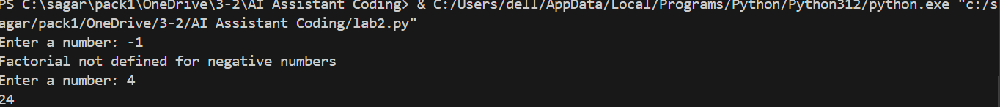 PS C:\sagar\pack1\OneDrive\3-2\AI Assistant Coding> & C:/Users/dell/AppData/Local/Programs/Python/Python312/python.exe "c:/s
agar/pack1/OneDrive/3-2/AI Assistant Coding/lab2.py"
Enter a number: -1
Factorial not defined for negative numbers
Enter a number: 4
24